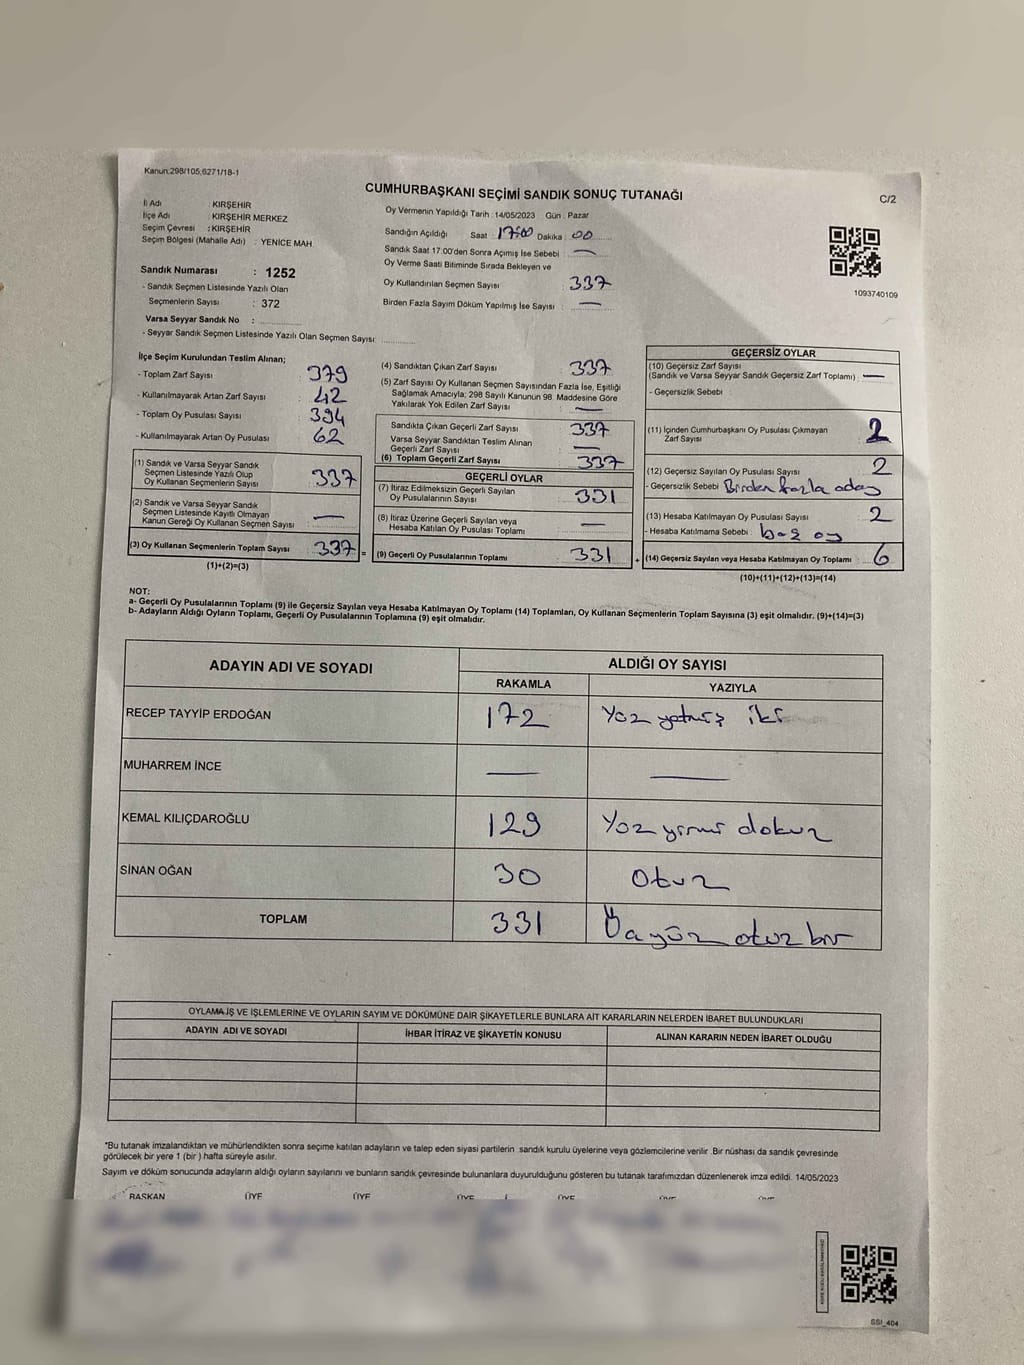 Kanun:298/105,6271/18-1
CUMHURBAŞKANI SEÇİMİ SANDIK SONUÇ TUTANAĞI
C/2
İl Adı KIRŞEHİR
İlçe Adı : KIRŞEHİR MERKEZ
Seçim Çevresi : KIRŞEHİR
Seçim Bölgesi (Mahalle Adı) : YENİCE MAH
Sandık Numarası : 1252
- Sandık Seçmen Listesinde Yazılı Olan
Seçmenlerin Sayısı : 372
Varsa Seyyar Sandık No :
- Seyyar Sandık Seçmen Listesinde Yazılı Olan Seçmen Sayısı:
Oy Vermenin Yapıldığı Tarih :14/05/2023 Gün : Pazar
Sandığın Açıldığı Saat : 17:00 Dakika : 00
Sandık Saat 17:00'den Sonra Açımış İse Sebebi : —
Oy Verme Saati Bitiminde Sırada Bekleyen ve
Oy Kullandırılan Seçmen Sayısı : 337
Birden Fazla Sayım Döküm Yapılmış İse Sayısı : —
1093740109
İlçe Seçim Kurulundan Teslim Alınan;
- Toplam Zarf Sayısı : 379
- Kullanılmayarak Artan Zarf Sayısı : 42
- Toplam Oy Pusulası Sayısı : 394
- Kullanılmayarak Artan Oy Pusulası : 62
(1) Sandık ve Varsa Seyyar Sandık
Seçmen Listesinde Yazılı Olup
Oy Kullanan Seçmenlerin Sayısı : 337
(2) Sandık ve Varsa Seyyar Sandık
Seçmen Listesinde Kayıtlı Olmayan
Kanun Gereği Oy Kullanan Seçmen Sayısı : —
(3) Oy Kullanan Seçmenlerin Toplam Sayısı : 337 =
(1)+(2)=(3)
(4) Sandıktan Çıkan Zarf Sayısı : 337
(5) Zarf Sayısı Oy Kullanan Seçmen Sayısından Fazla İse, Eşitliği
Sağlamak Amacıyla; 298 Sayılı Kanunun 98. Maddesine Göre
Yakılarak Yok Edilen Zarf Sayısı : —
Sandıkta Çıkan Geçerli Zarf Sayısı : 337
Varsa Seyyar Sandıktan Teslim Alınan
Geçerli Zarf Sayısı : —
(6) Toplam Geçerli Zarf Sayısı : 337
GEÇERLİ OYLAR
(7) İtiraz Edilmeksizin Geçerli Sayılan
Oy Pusulalarının Sayısı : 331
(8) İtiraz Üzerine Geçerli Sayılan veya
Hesaba Katılan Oy Pusulası Toplamı : —
(9) Geçerli Oy Pusulalarının Toplamı : 331 +
GEÇERSİZ OYLAR
(10) Geçersiz Zarf Sayısı
(Sandık ve Varsa Seyyar Sandık Geçersiz Zarf Toplamı) : —
- Geçersizlik Sebebi :
(11) İçinden Cumhurbaşkanı Oy Pusulası Çıkmayan
Zarf Sayısı : 2
(12) Geçersiz Sayılan Oy Pusulası Sayısı : 2
- Geçersizlik Sebebi : Birden fazla aday
(13) Hesaba Katılmayan Oy Pusulası Sayısı : 2
- Hesaba Katılmama Sebebi : boş oy
(14) Geçersiz Sayılan veya Hesaba Katılmayan Oy Toplamı : 6
(10)+(11)+(12)+(13)=(14)
NOT:
a- Geçerli Oy Pusulalarının Toplamı (9) ile Geçersiz Sayılan veya Hesaba Katılmayan Oy Toplamı (14) Toplamları, Oy Kullanan Seçmenlerin Toplam Sayısına (3) eşit olmalıdır. (9)+(14)=(3)
b- Adayların Aldığı Oyların Toplamı, Geçerli Oy Pusulalarının Toplamına (9) eşit olmalıdır.
ADAYIN ADI VE SOYADI
ALDIĞI OY SAYISI
RAKAMLA YAZIYLA
RECEP TAYYİP ERDOĞAN 172 Yüz yetmiş iki
MUHARREM İNCE — —
KEMAL KILIÇDAROĞLU 129 Yüz yirmi dokuz
SİNAN OĞAN 30 Otuz
TOPLAM 331 Üçyüz otuz bir
OYLAMA İŞ VE İŞLEMLERİNE VE OYLARIN SAYIM VE DÖKÜMÜNE DAİR ŞİKAYETLERLE BUNLARA AİT KARARLARIN NELERDEN İBARET BULUNDUKLARI
ADAYIN ADI VE SOYADI İHBAR İTİRAZ VE ŞİKAYETİN KONUSU ALINAN KARARIN NEDEN İBARET OLDUĞU
*Bu tutanak imzalandıktan ve mühürlendikten sonra seçime katılan adayların ve talep eden siyasi partilerin sandık kurulu üyelerine veya gözlemcilerine verilir. Bir nüshası da sandık çevresinde
görülecek bir yere 1 (bir ) hafta süreyle asılır.
Sayım ve döküm sonucunda adayların aldığı oyların sayılarını ve bunların sandık çevresinde bulunanlara duyurulduğunu gösteren bu tutanak tarafımızdan düzenlenerek imza edildi. 14/05/2023
BAŞKAN ÜYE ÜYE ÜYE ÜYE ÜYE ÜYE
SSI_404